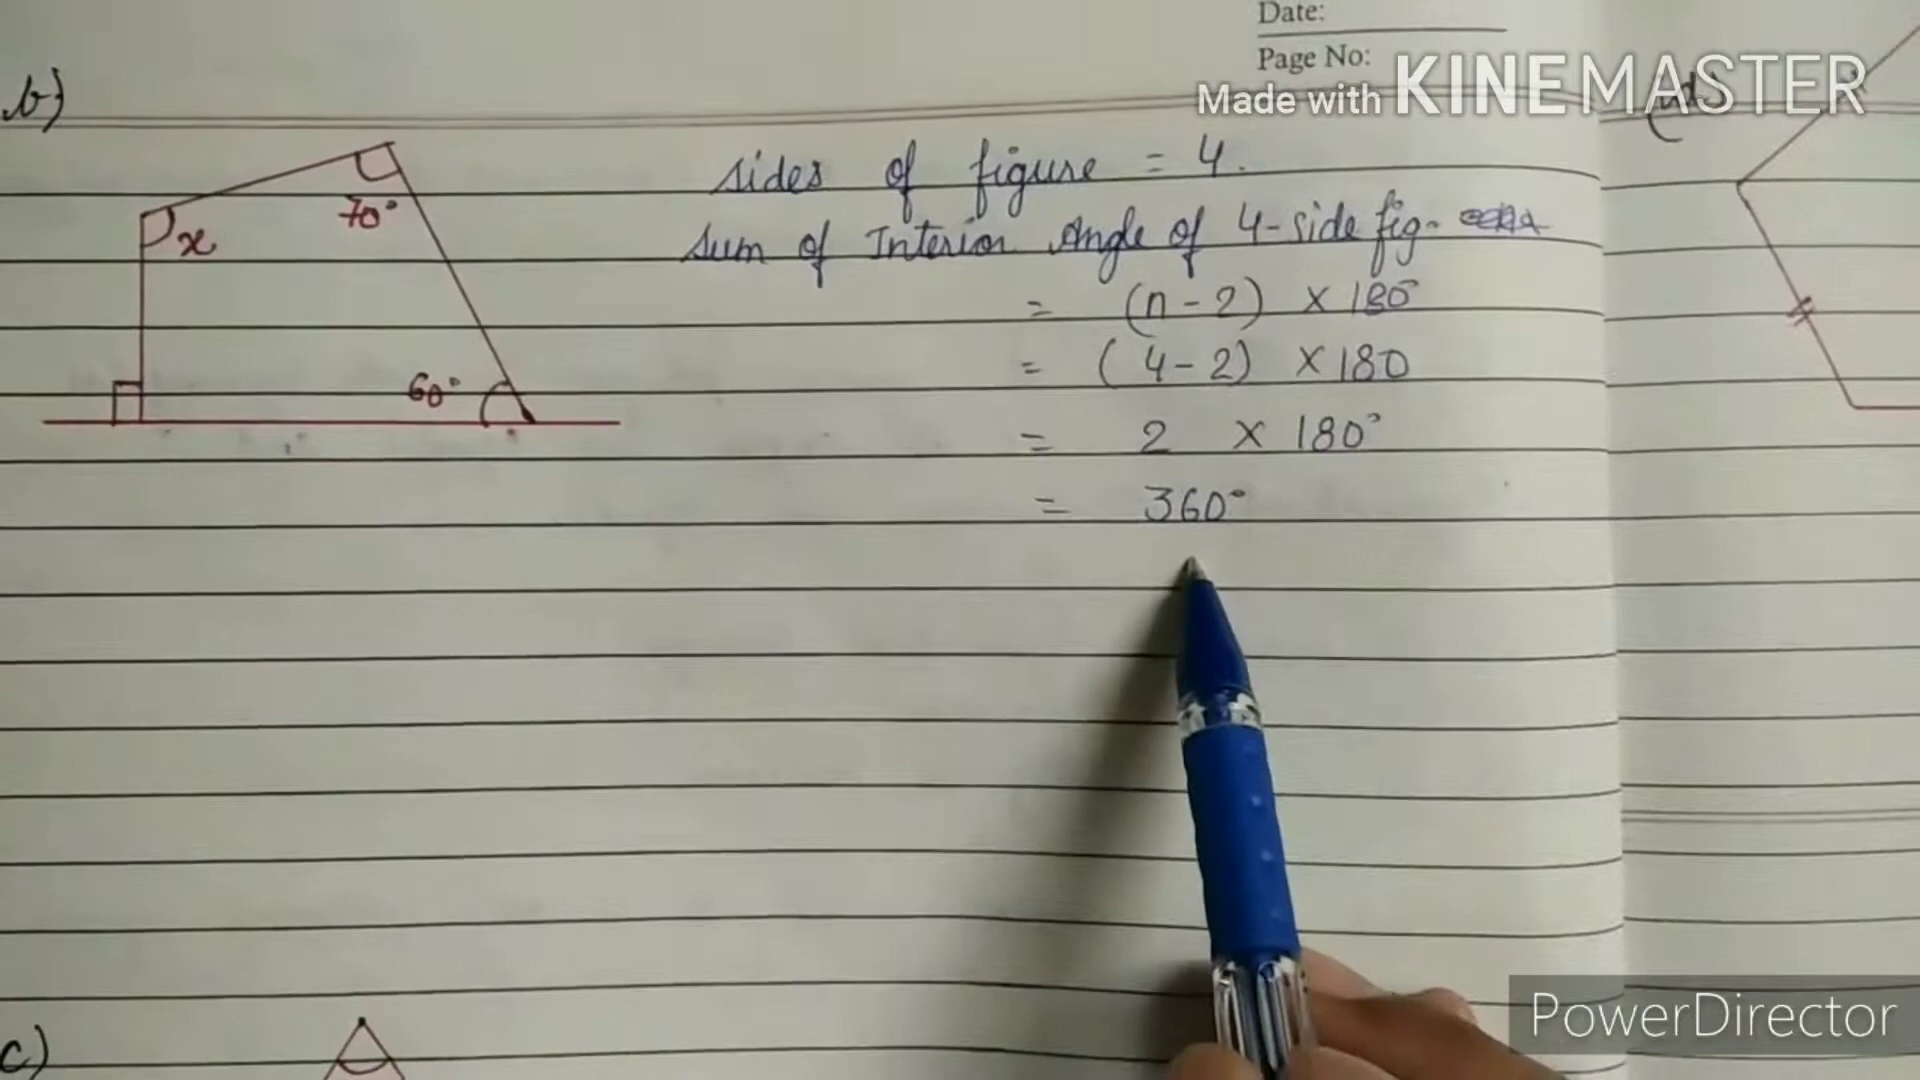 Date:
Page No:
Made with KINEMASTER
b)
x
70°
60°
sides of figure = 4.
sum of Interior Angle of 4-side fig.
= (n-2) × 180°
= (4-2) × 180
= 2 × 180°
= 360°
c)
PowerDirector